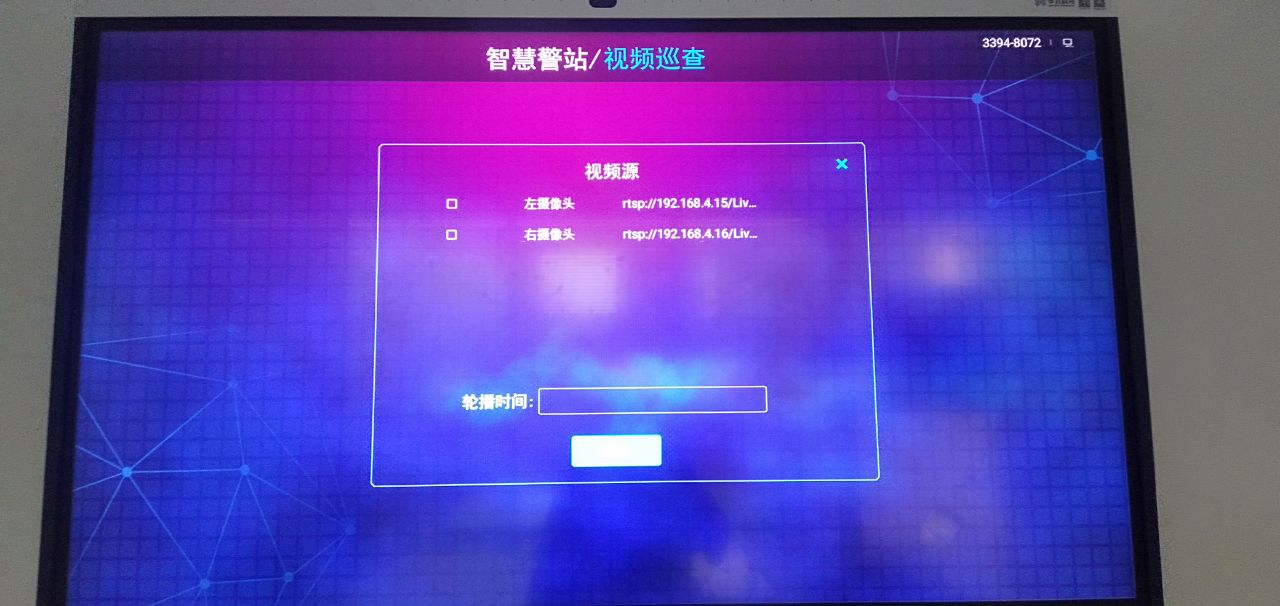 3394-8072
智慧警站/视频巡查
视频源
左摄像头 rtsp://192.168.4.15/Liv...
右摄像头 rtsp://192.168.4.16/Liv...
轮播时间: